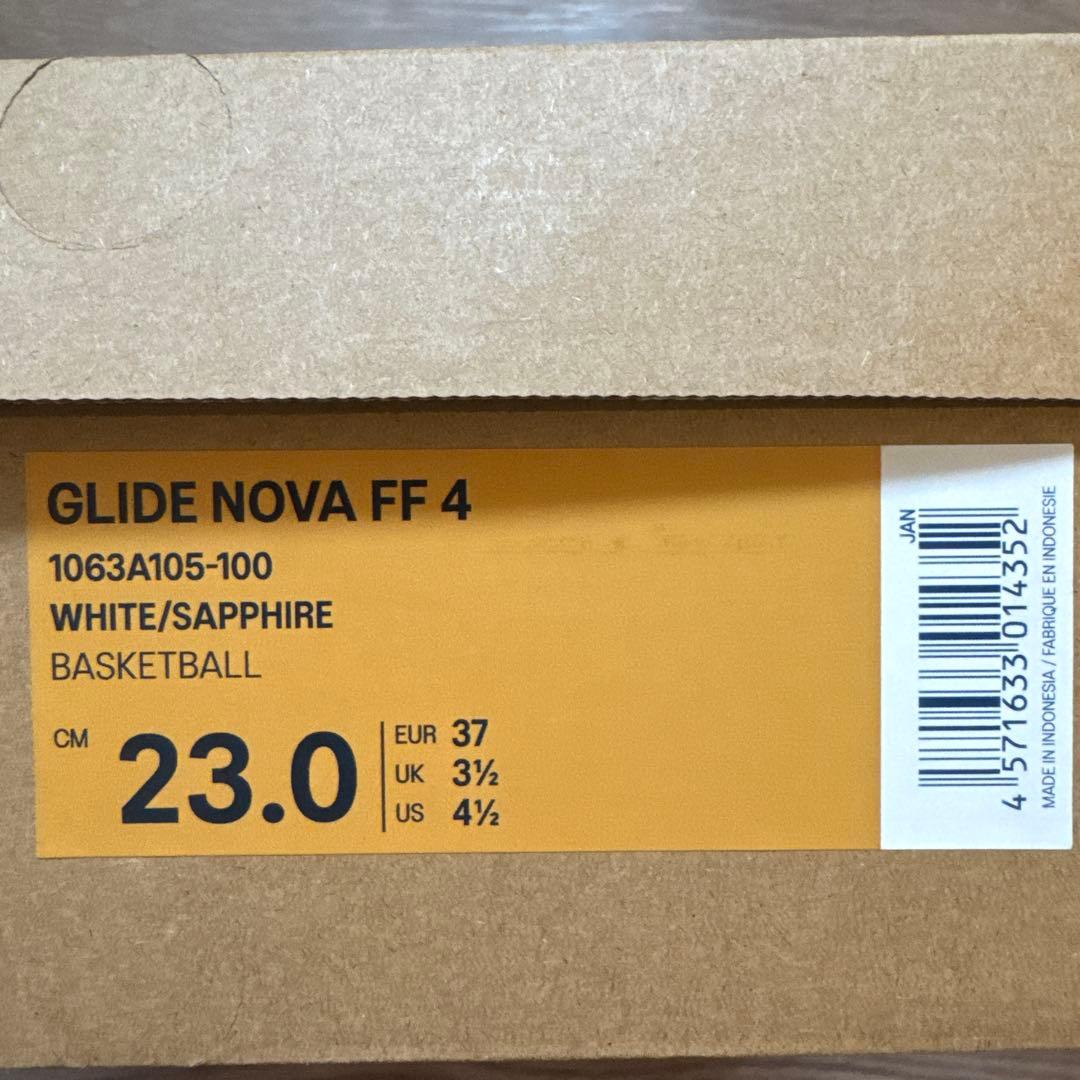 GLIDE NOVA FF 4
1063A105-100
WHITE/SAPPHIRE
BASKETBALL
CM 23.0
EUR 37
UK 3½
US 4½
JAN
4 571633 014352
MADE IN INDONESIA / FABRIQUE EN INDONESIE